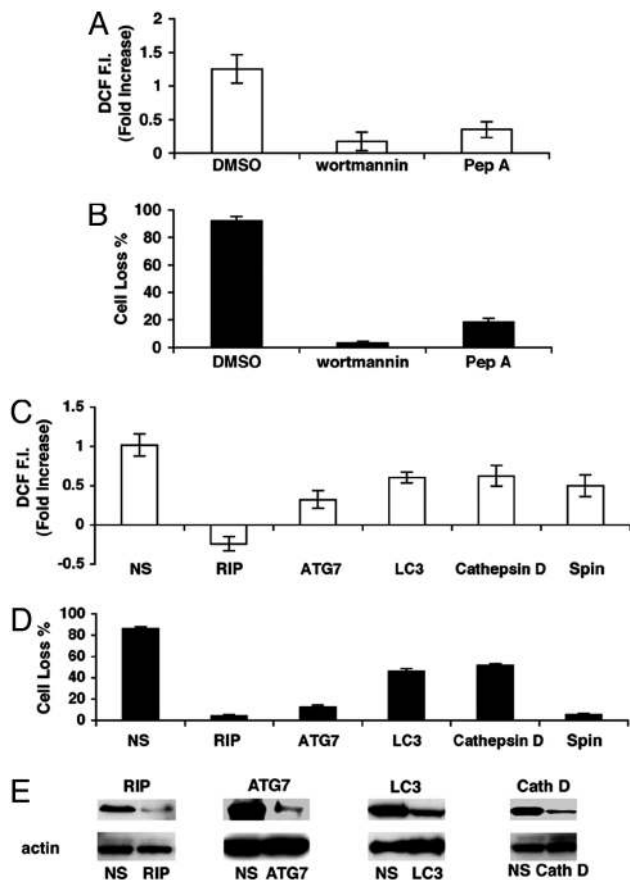 A
DCF F.I.
(Fold Increase)
2
1.5
1
0.5
0
DMSO wortmannin Pep A
B
Cell Loss %
100
80
60
40
20
0
DMSO wortmannin Pep A
C
DCF F.I.
(Fold Increase)
1.5
1
0.5
0
-0.5
NS RIP ATG7 LC3 Cathepsin D Spin
D
Cell Loss %
100
80
60
40
20
0
NS RIP ATG7 LC3 Cathepsin D Spin
E
RIP ATG7 LC3 Cath D
actin
NS RIP NS ATG7 NS LC3 NS Cath D